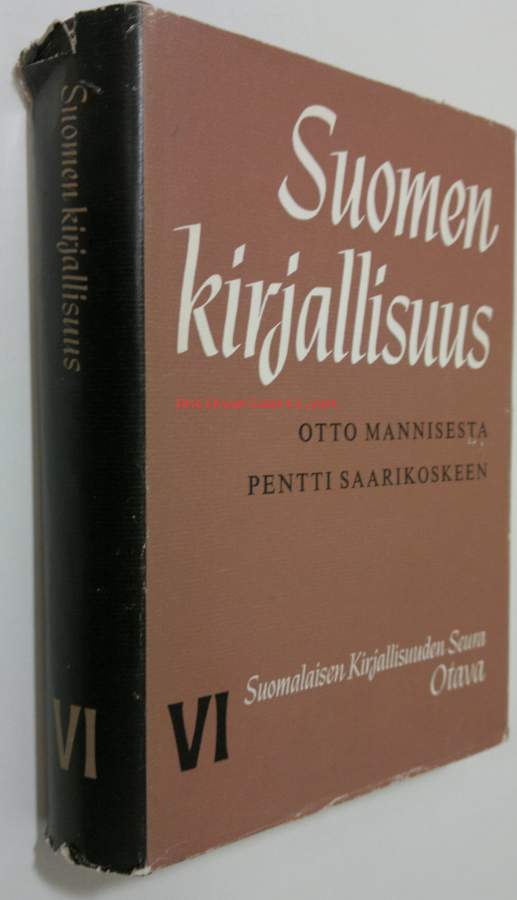 Suomen kirjallisuus
VI
Suomen
kirjallisuus
OTTO MANNISESTA
PENTTI SAARIKOSKEEN
Suomalaisen Kirjallisuuden Seura
Otava
VI